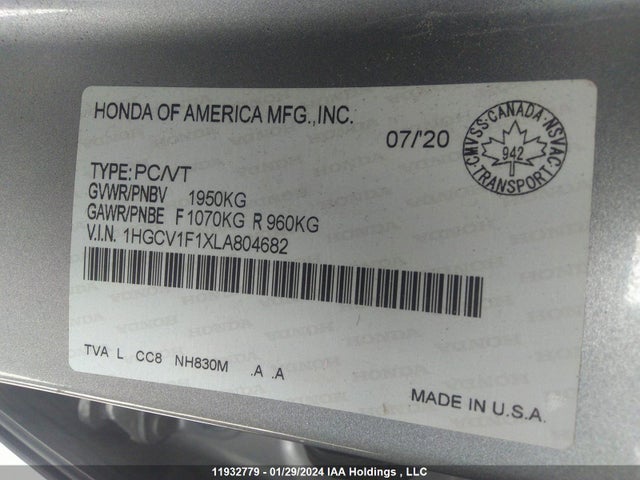 HONDA OF AMERICA MFG.,INC.
07/'20
CMVSS·CANADA·NSVAC
942
·TRANSPORT·
TYPE: PC/VT
GVWR/PNBV 1950KG
GAWR/PNBE F 1070KG R 960KG
V.I.N. 1HGCV1F1XLA804682
TVA L CC8 NH830M .A .A
MADE IN U.S.A.
11932779 - 01/29/2024 IAA Holdings , LLC